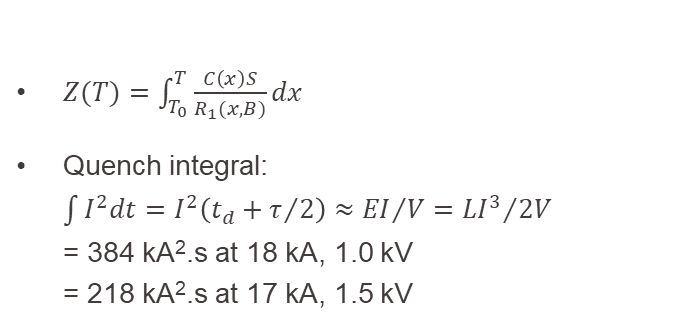 • Z(T) = ∫_{T₀}^{T} C(x)S / R₁(x,B) dx
• Quench integral:
∫ I²dt = I²(t_d + τ/2) ≈ EI/V = LI³/2V
= 384 kA².s at 18 kA, 1.0 kV
= 218 kA².s at 17 kA, 1.5 kV